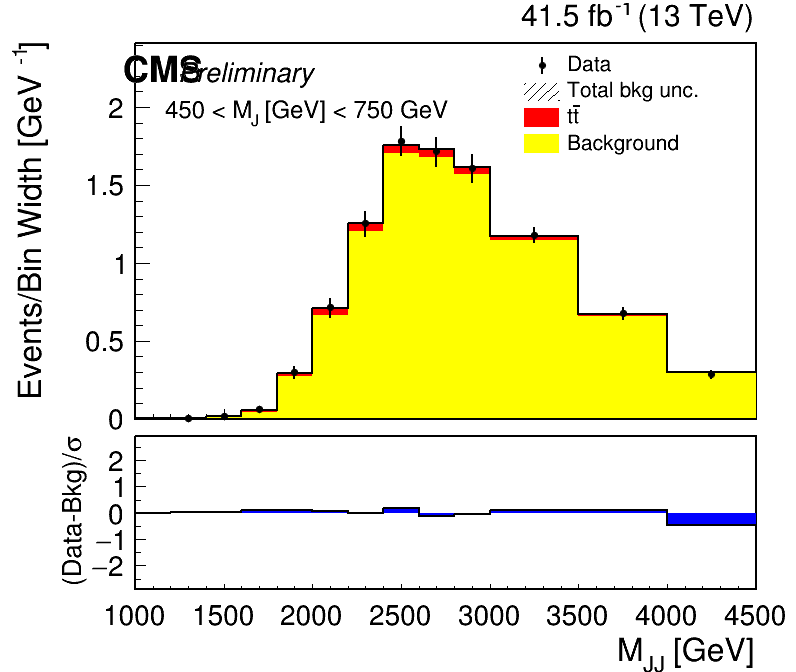 41.5 fb⁻¹ (13 TeV)
CMS Preliminary
450 < M_J [GeV] < 750 GeV
Data
Total bkg unc.
tt̄
Background
Events/Bin Width [GeV⁻¹]
2
1.5
1
0.5
0
(Data-Bkg)/σ
2
1
0
−1
−2
1000 1500 2000 2500 3000 3500 4000 4500
M_JJ [GeV]